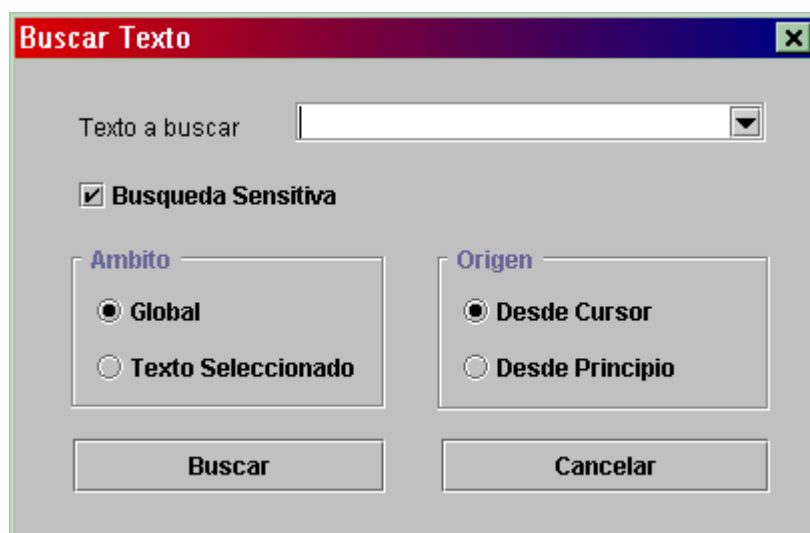 Buscar Texto
Texto a buscar
Busqueda Sensitiva
Ambito
Global
Texto Seleccionado
Origen
Desde Cursor
Desde Principio
Buscar
Cancelar